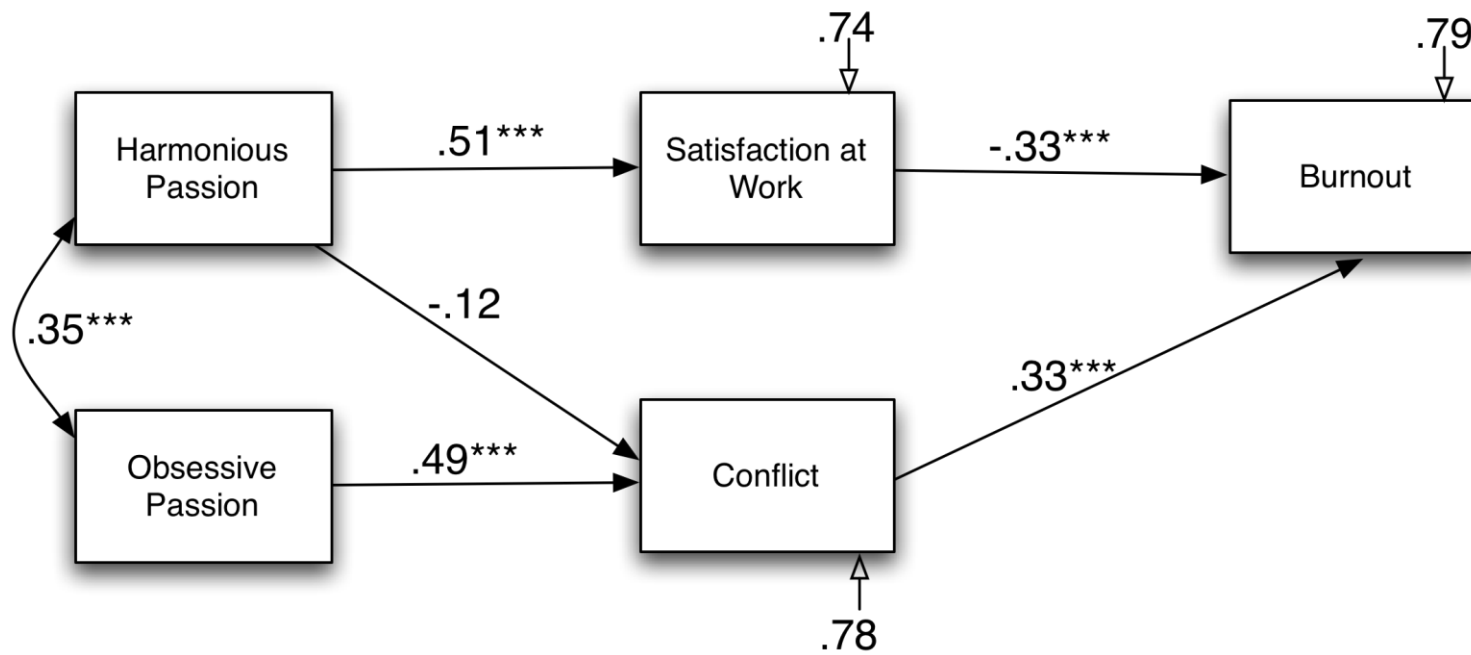 .74
.79
Harmonious
Passion
.51***
Satisfaction at
Work
-.33***
Burnout
-.12
.35***
.33***
Obsessive
Passion
.49***
Conflict
.78